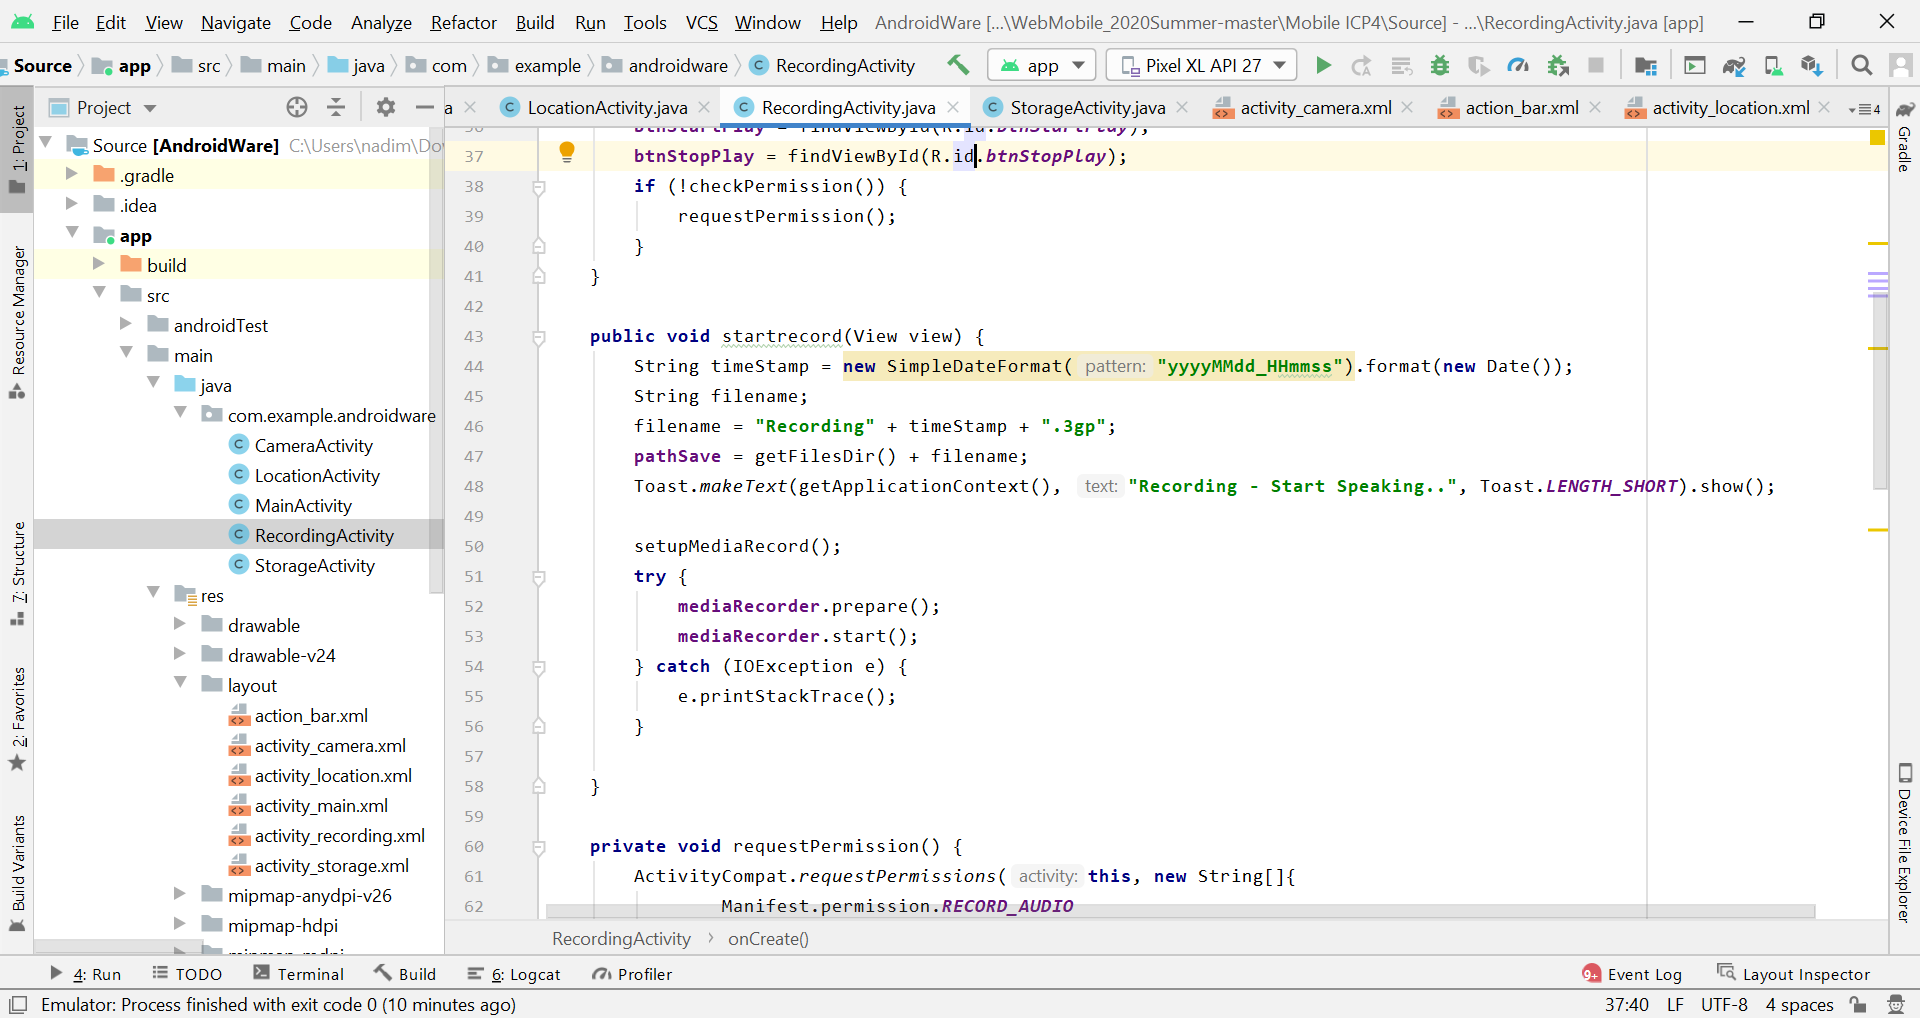 File Edit View Navigate Code Analyze Refactor Build Run Tools VCS Window Help AndroidWare [...\WebMobile_2020Summer-master\Mobile ICP4\Source] - ...\RecordingActivity.java [app]
Source app src main java com example androidware RecordingActivity app Pixel XL API 27
Project
a LocationActivity.java RecordingActivity.java StorageActivity.java activity_camera.xml action_bar.xml activity_location.xml 4
Source [AndroidWare] C:\Users\nadim\Do
.gradle
.idea
app
build
src
androidTest
main
java
com.example.androidware
CameraActivity
LocationActivity
MainActivity
RecordingActivity
StorageActivity
res
drawable
drawable-v24
layout
action_bar.xml
activity_camera.xml
activity_location.xml
activity_main.xml
activity_recording.xml
activity_storage.xml
mipmap-anydpi-v26
mipmap-hdpi
mipmap-mdpi
1: Project
Resource Manager
7: Structure
2: Favorites
Build Variants
36 btnStartPlay = findViewById(R.id.btnStartPlay);
37 btnStopPlay = findViewById(R.id.btnStopPlay);
38 if (!checkPermission()) {
39 requestPermission();
40 }
41 }
42
43 public void startrecord(View view) {
44 String timeStamp = new SimpleDateFormat( pattern: "yyyyMMdd_HHmmss").format(new Date());
45 String filename;
46 filename = "Recording" + timeStamp + ".3gp";
47 pathSave = getFilesDir() + filename;
48 Toast.makeText(getApplicationContext(), text: "Recording - Start Speaking..", Toast.LENGTH_SHORT).show();
49
50 setupMediaRecord();
51 try {
52 mediaRecorder.prepare();
53 mediaRecorder.start();
54 } catch (IOException e) {
55 e.printStackTrace();
56 }
57
58 }
59
60 private void requestPermission() {
61 ActivityCompat.requestPermissions( activity: this, new String[]{
62 Manifest.permission.RECORD_AUDIO
RecordingActivity › onCreate()
Gradle
Device File Explorer
4: Run TODO Terminal Build 6: Logcat Profiler 9+ Event Log Layout Inspector
Emulator: Process finished with exit code 0 (10 minutes ago) 37:40 LF UTF-8 4 spaces